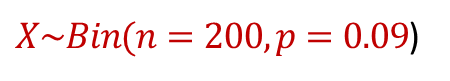 X~Bin(n = 200, p = 0.09)